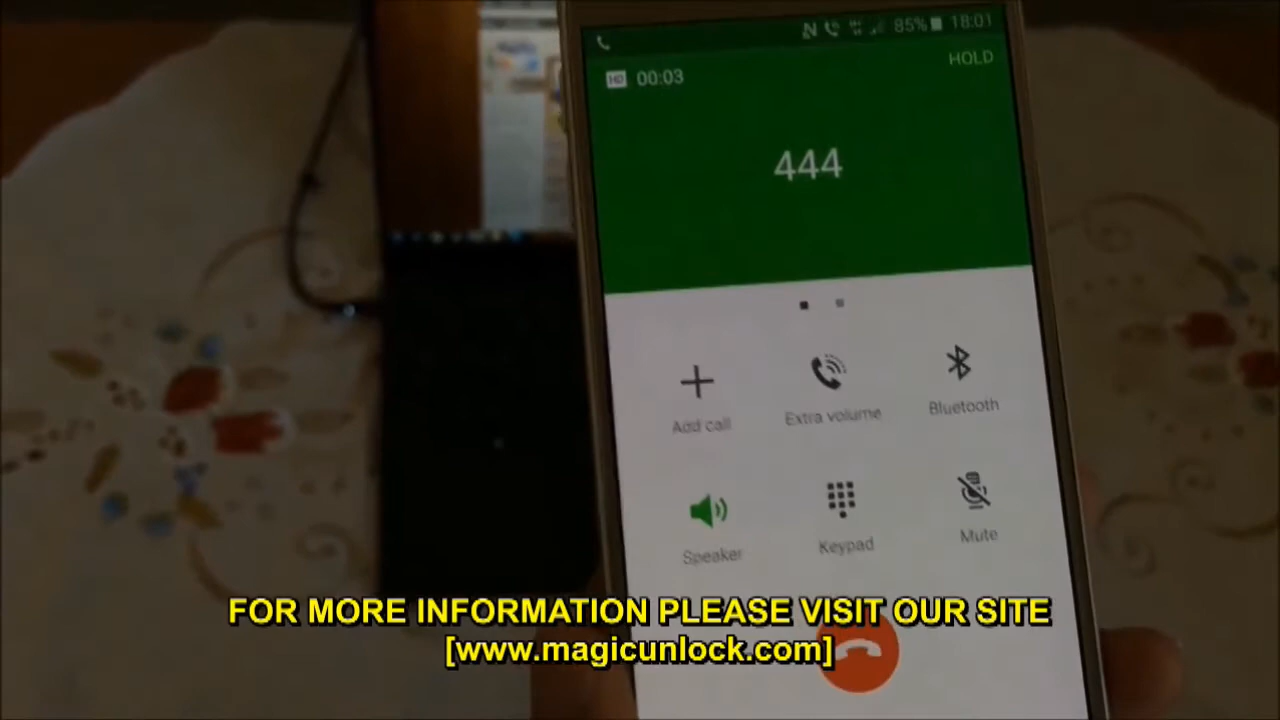 85% 18:01
HD 00:03
HOLD
444
Add call
Extra volume
Bluetooth
Speaker
Keypad
Mute
FOR MORE INFORMATION PLEASE VISIT OUR SITE
[www.magicunlock.com]